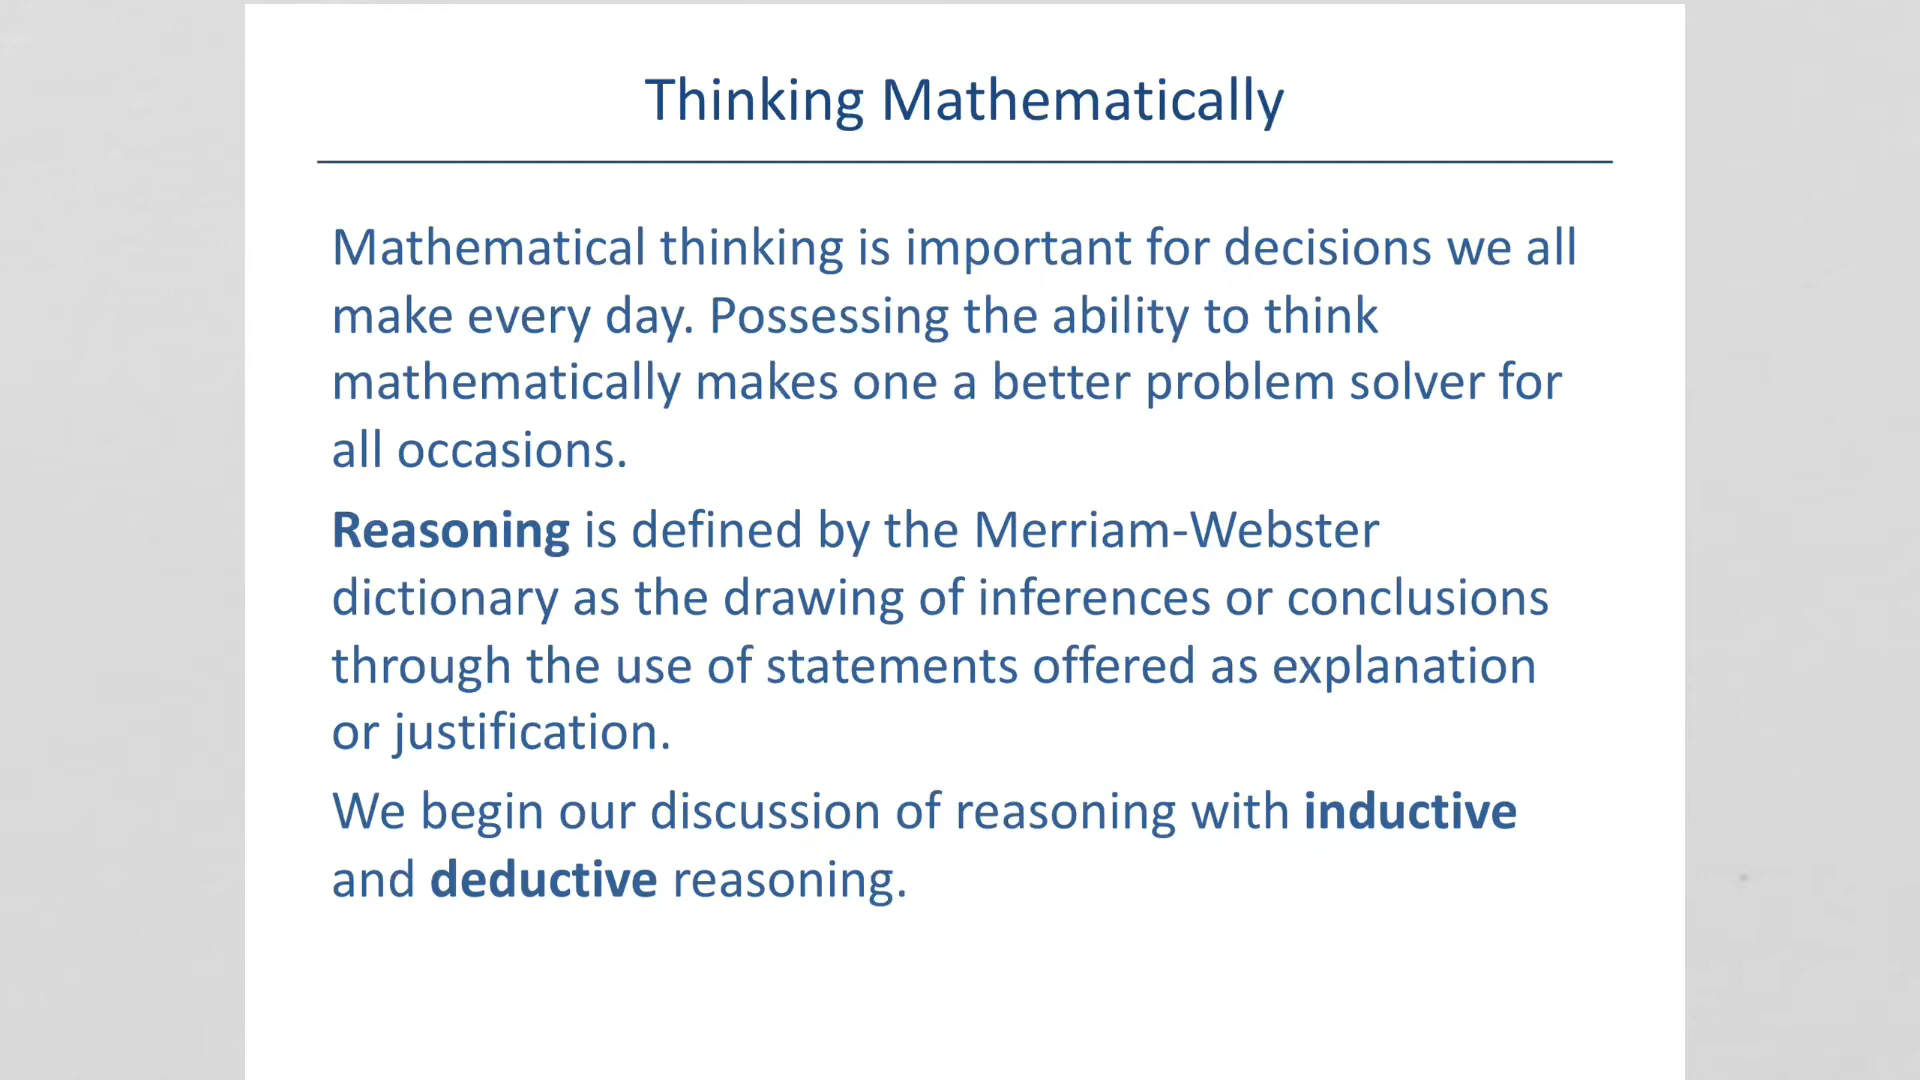 Thinking Mathematically
Mathematical thinking is important for decisions we all
make every day. Possessing the ability to think
mathematically makes one a better problem solver for
all occasions.
Reasoning is defined by the Merriam-Webster
dictionary as the drawing of inferences or conclusions
through the use of statements offered as explanation
or justification.
We begin our discussion of reasoning with inductive
and deductive reasoning.